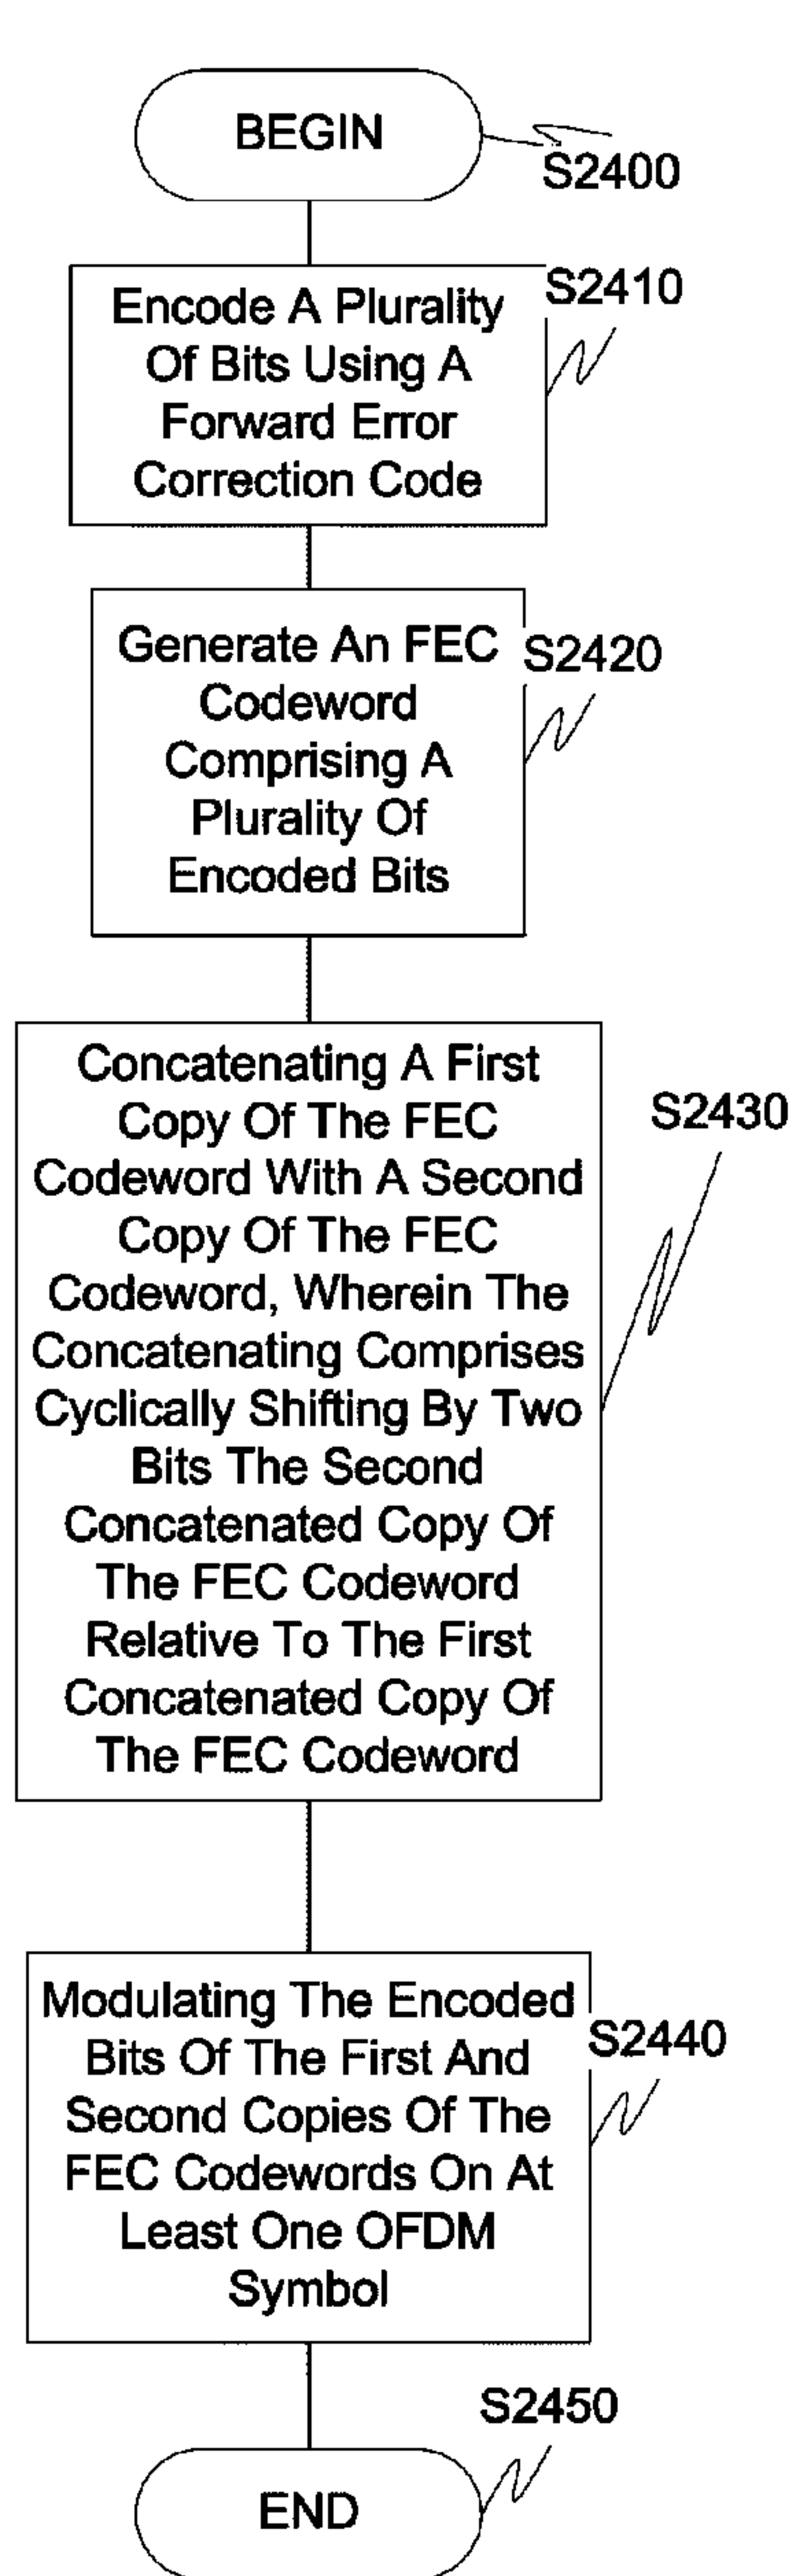 BEGIN
S2400
Encode A Plurality
Of Bits Using A
Forward Error
Correction Code
S2410
Generate An FEC
Codeword
Comprising A
Plurality Of
Encoded Bits
S2420
Concatenating A First
Copy Of The FEC
Codeword With A Second
Copy Of The FEC
Codeword, Wherein The
Concatenating Comprises
Cyclically Shifting By Two
Bits The Second
Concatenated Copy Of
The FEC Codeword
Relative To The First
Concatenated Copy Of
The FEC Codeword
S2430
Modulating The Encoded
Bits Of The First And
Second Copies Of The
FEC Codewords On At
Least One OFDM
Symbol
S2440
END
S2450